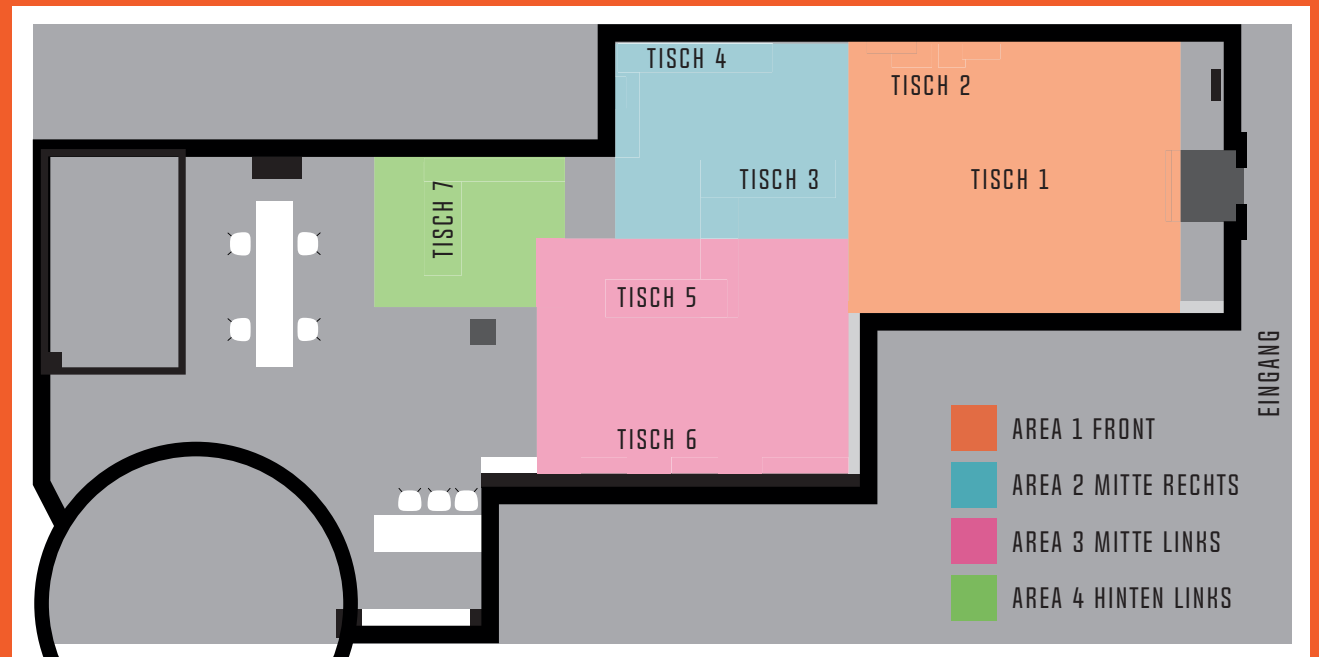 TISCH 4
TISCH 2
TISCH 3
TISCH 1
TISCH 7
TISCH 5
TISCH 6
EINGANG
AREA 1 FRONT
AREA 2 MITTE RECHTS
AREA 3 MITTE LINKS
AREA 4 HINTEN LINKS